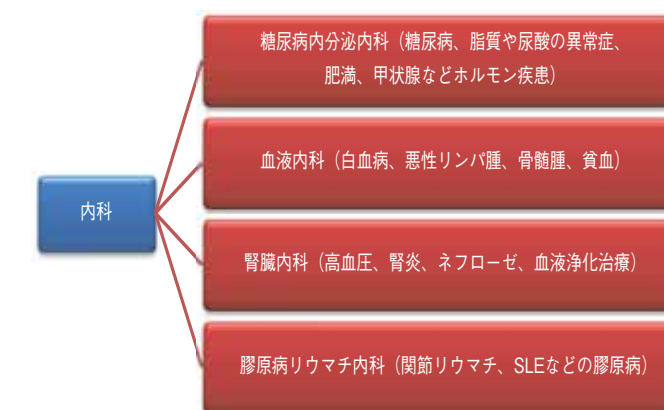 糖尿病内分泌内科（糖尿病、脂質や尿酸の異常症、
肥満、甲状腺などホルモン疾患）
血液内科（白血病、悪性リンパ腫、骨髄腫、貧血）
内科
腎臓内科（高血圧、腎炎、ネフローゼ、血液浄化治療）
膠原病リウマチ内科（関節リウマチ、SLEなどの膠原病）